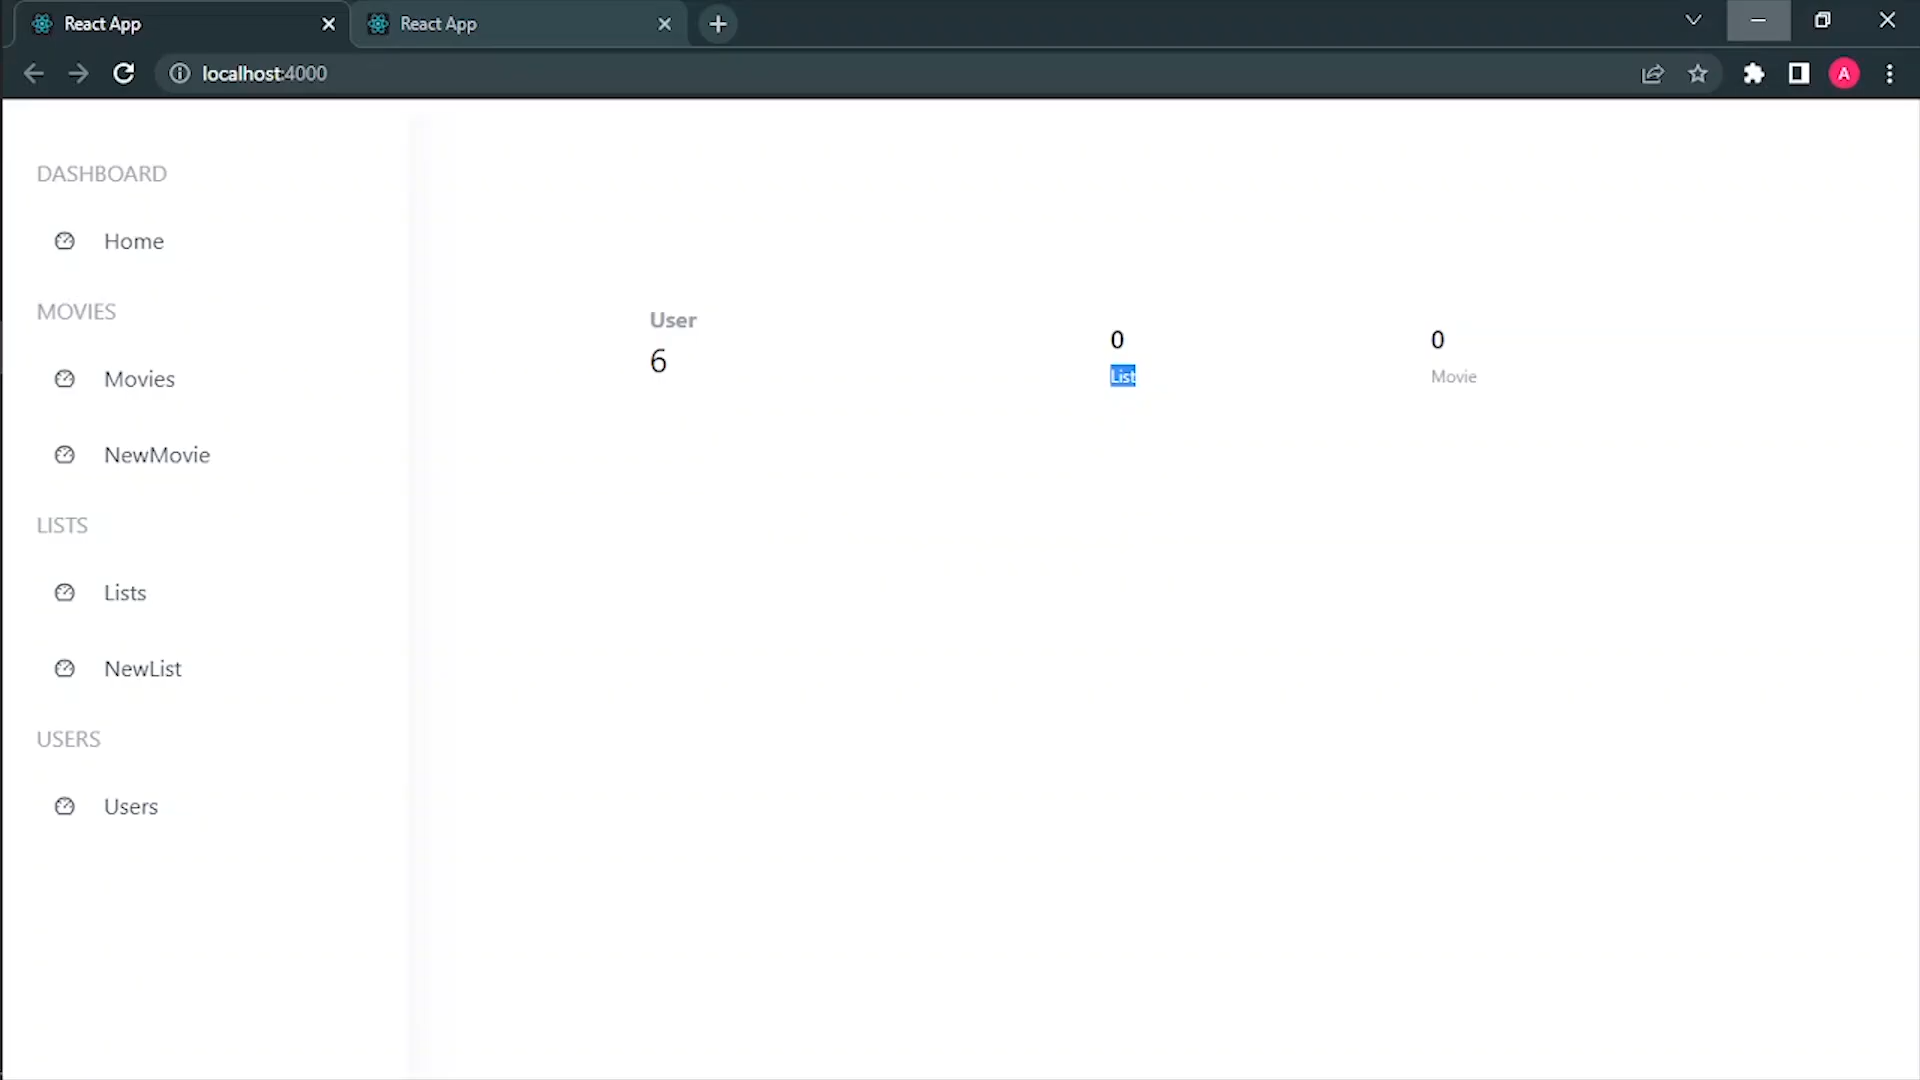 React App
React App
localhost:4000
A
DASHBOARD
Home
MOVIES
Movies
NewMovie
LISTS
Lists
NewList
USERS
Users
User
6
0
List
0
Movie